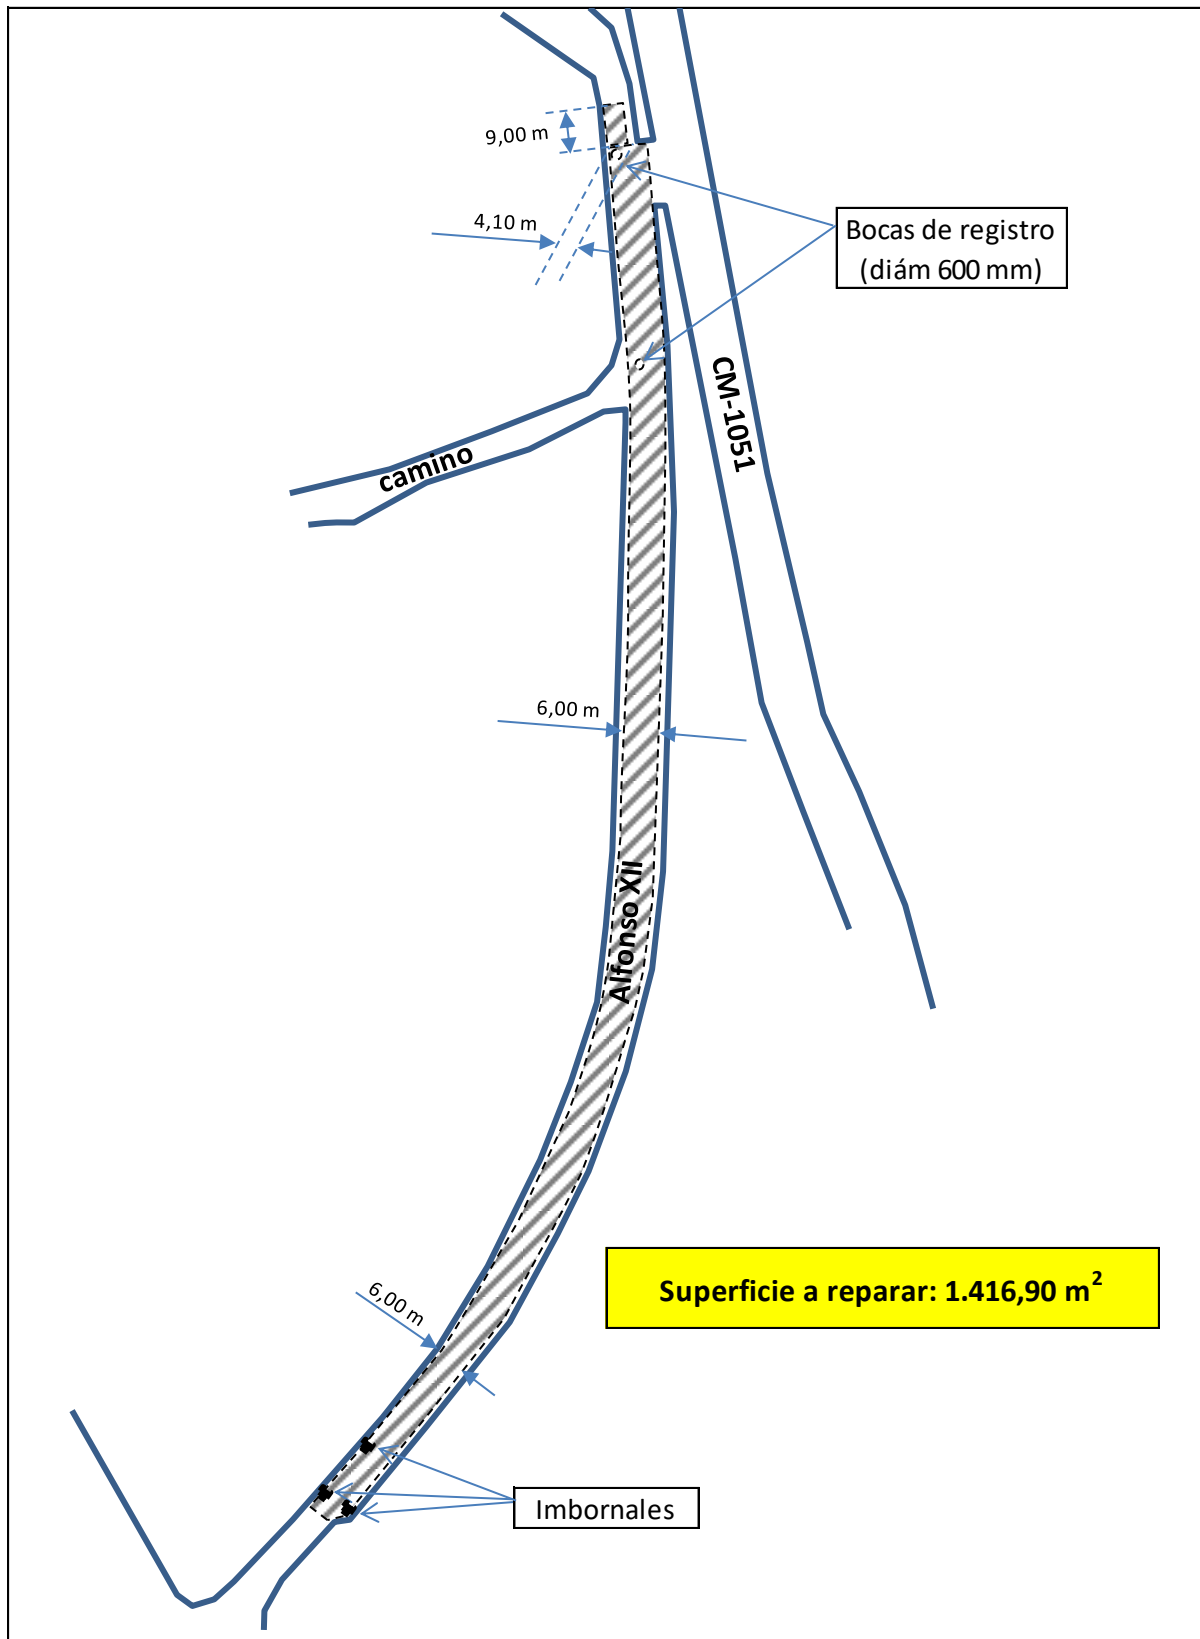 9,00 m
4,10 m
Bocas de registro
(diám 600 mm)
CM-1051
camino
6,00 m
Alfonso XII
Superficie a reparar: 1.416,90 m²
6,00 m
Imbornales